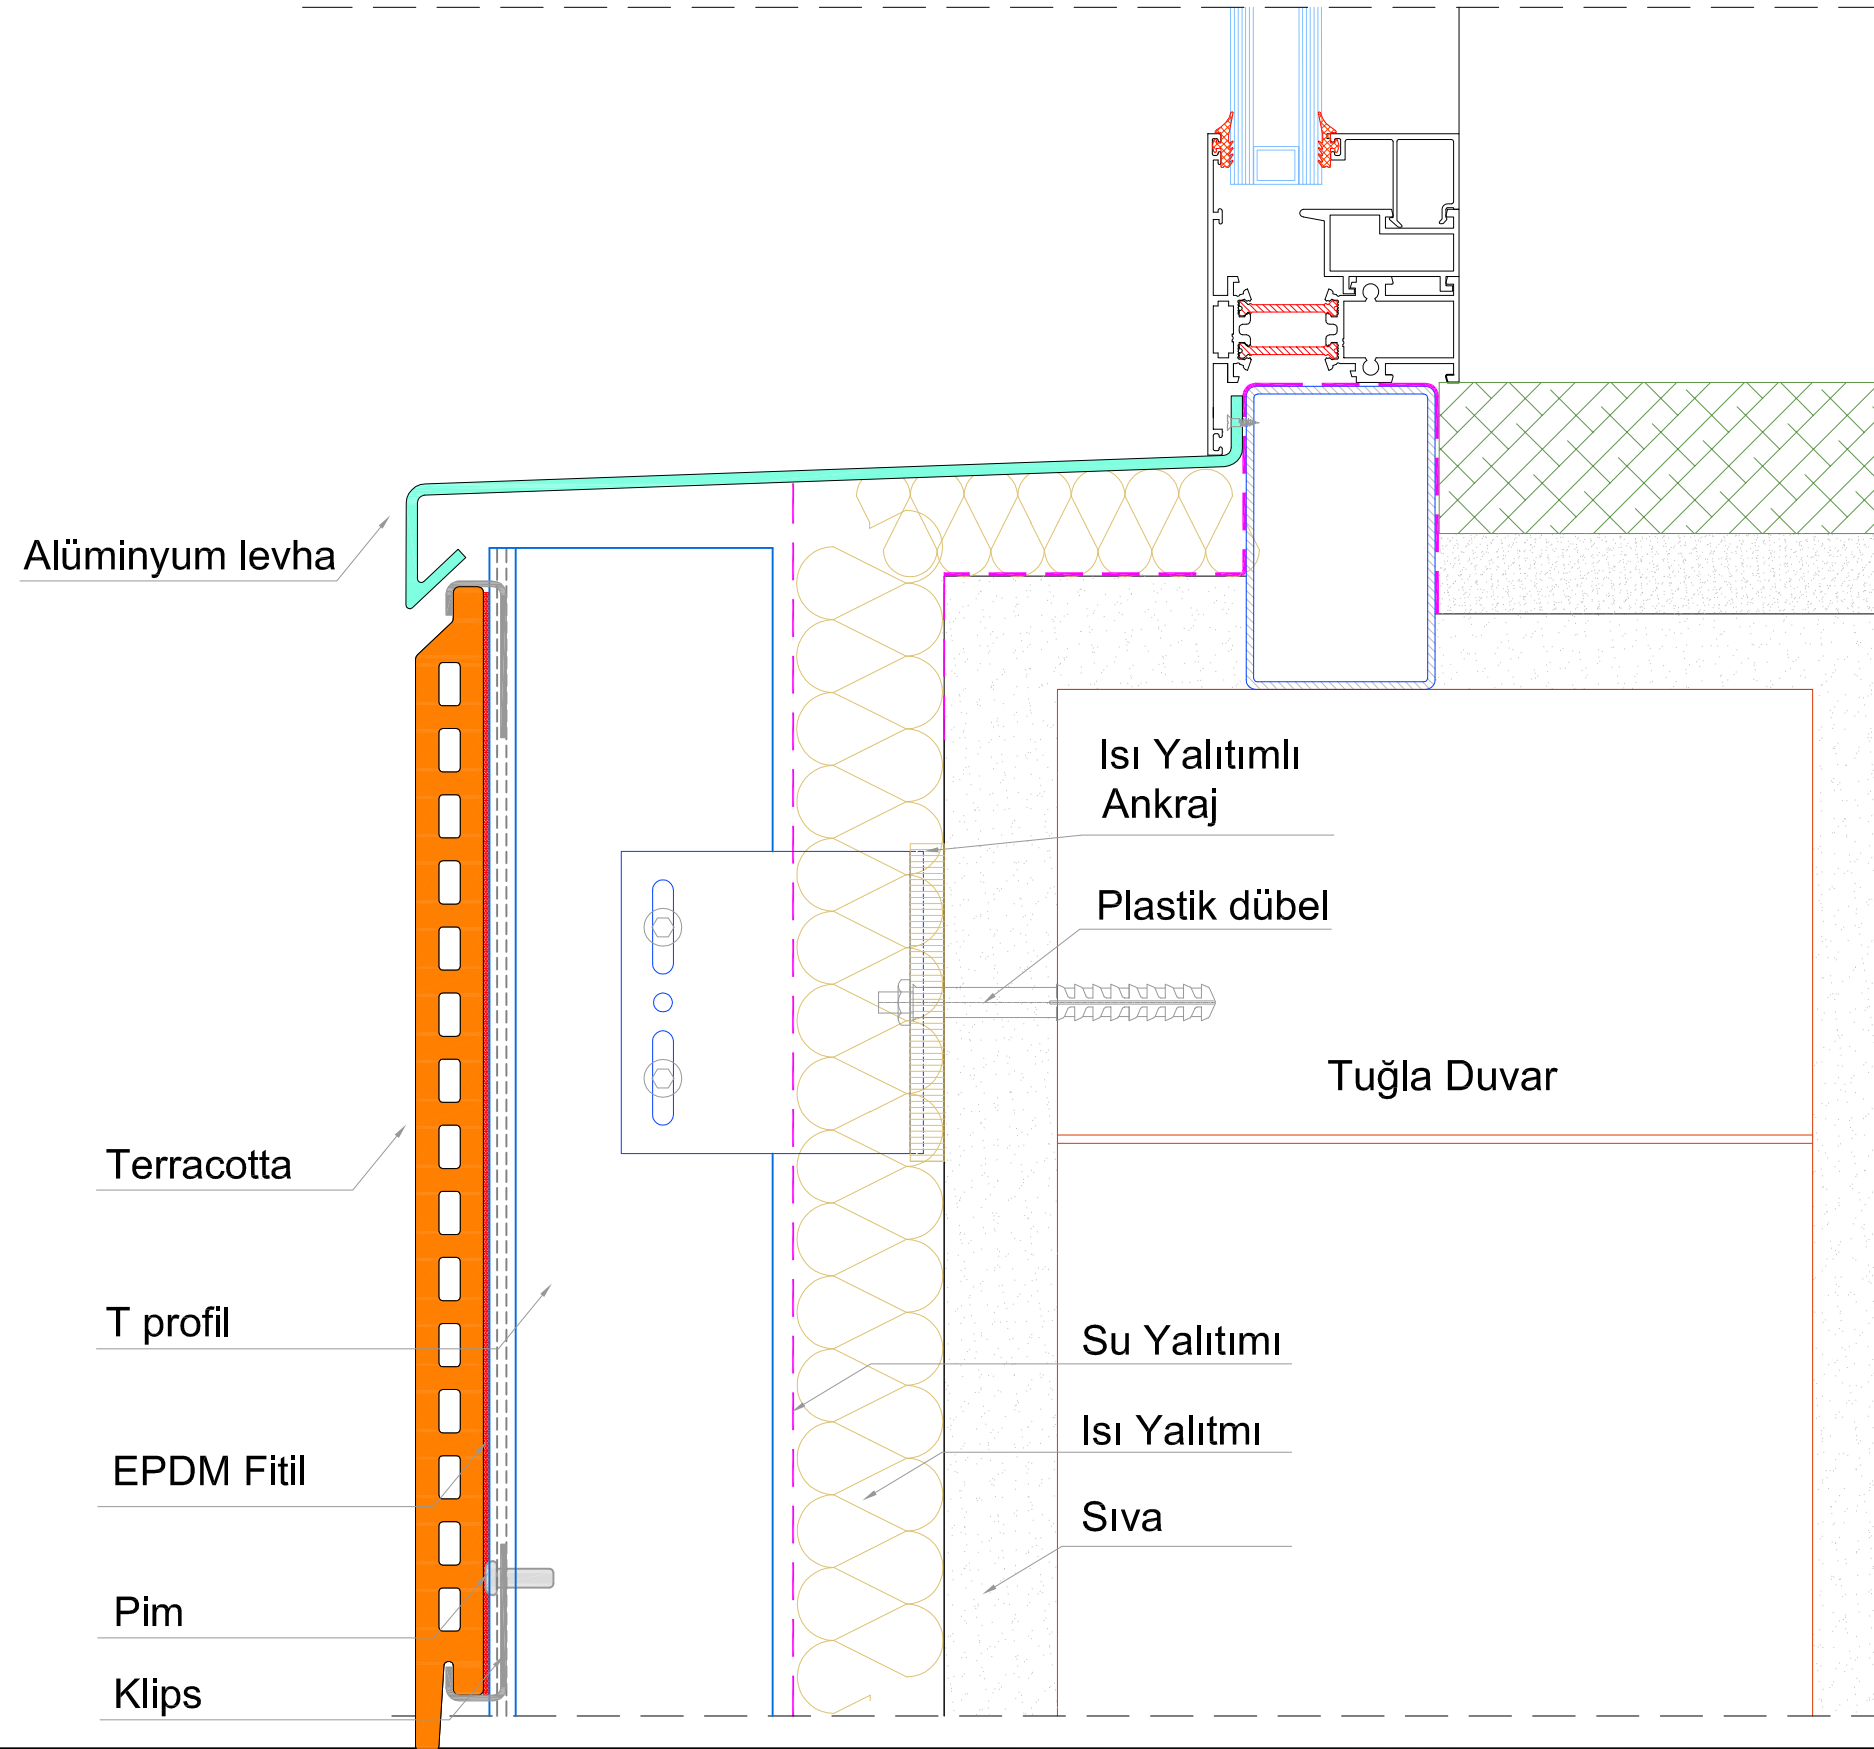 Alüminyum levha
Isı Yalıtımlı
Ankraj
Plastik dübel
Tuğla Duvar
Terracotta
T profil
Su Yalıtımı
Isı Yalıtmı
EPDM Fitil
Sıva
Pim
Klips